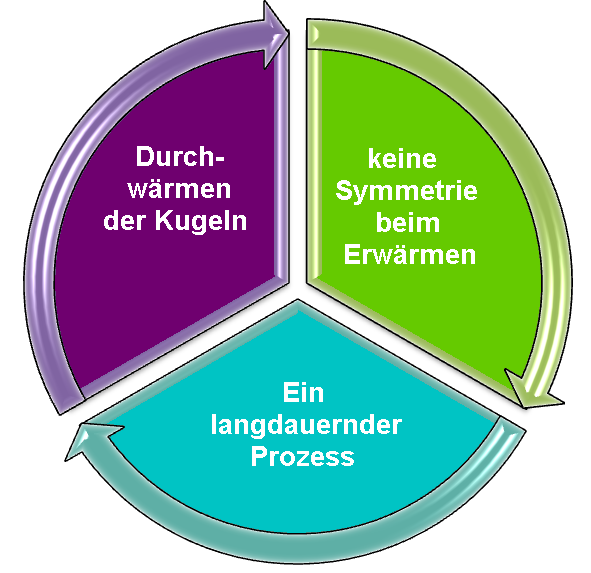 Durch-
wärmen
der Kugeln
keine
Symmetrie
beim
Erwärmen
Ein
langdauernder
Prozess